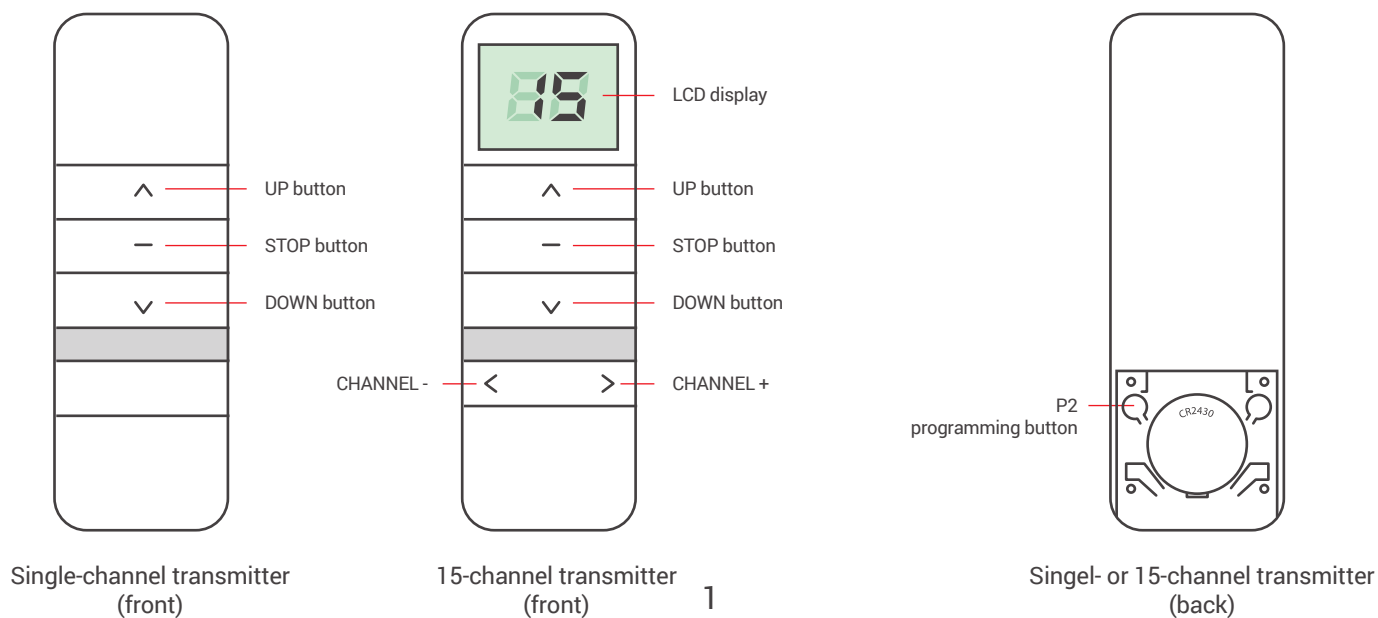 15
LCD display
UP button
STOP button
DOWN button
UP button
STOP button
DOWN button
CHANNEL -
CHANNEL +
P2
programming button
CR2430
Single-channel transmitter
(front)
15-channel transmitter
(front)
1
Singel- or 15-channel transmitter
(back)